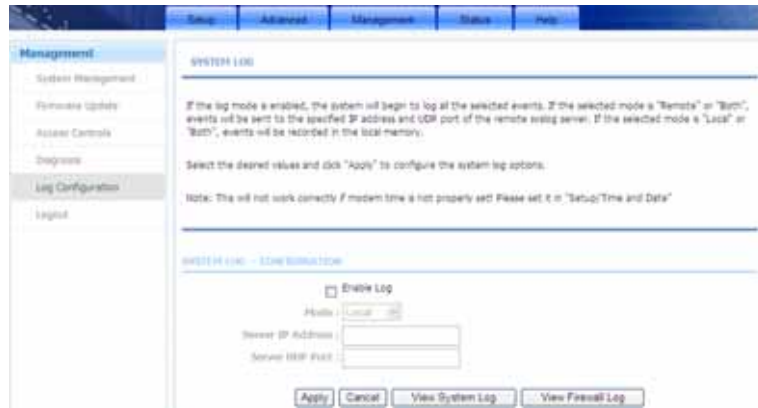 Setup Advanced Management Status Help
Management
System Management
Firmware Update
Access Controls
Diagnosis
Log Configuration
Logout
SYSTEM LOG
If the log mode is enabled, the system will begin to log all the selected events. If the selected mode is "Remote" or "Both",
events will be sent to the specified IP address and UDP port of the remote syslog server. If the selected mode is "Local" or
"Both", events will be recorded in the local memory.
Select the desired values and click "Apply" to configure the system log options.
Note: This will not work correctly if modem time is not properly set! Please set it in "Setup/Time and Date"
SYSTEM LOG -- CONFIGURATION
Enable Log
Mode : Local
Server IP Address :
Server UDP Port :
Apply Cancel View System Log View Firewall Log